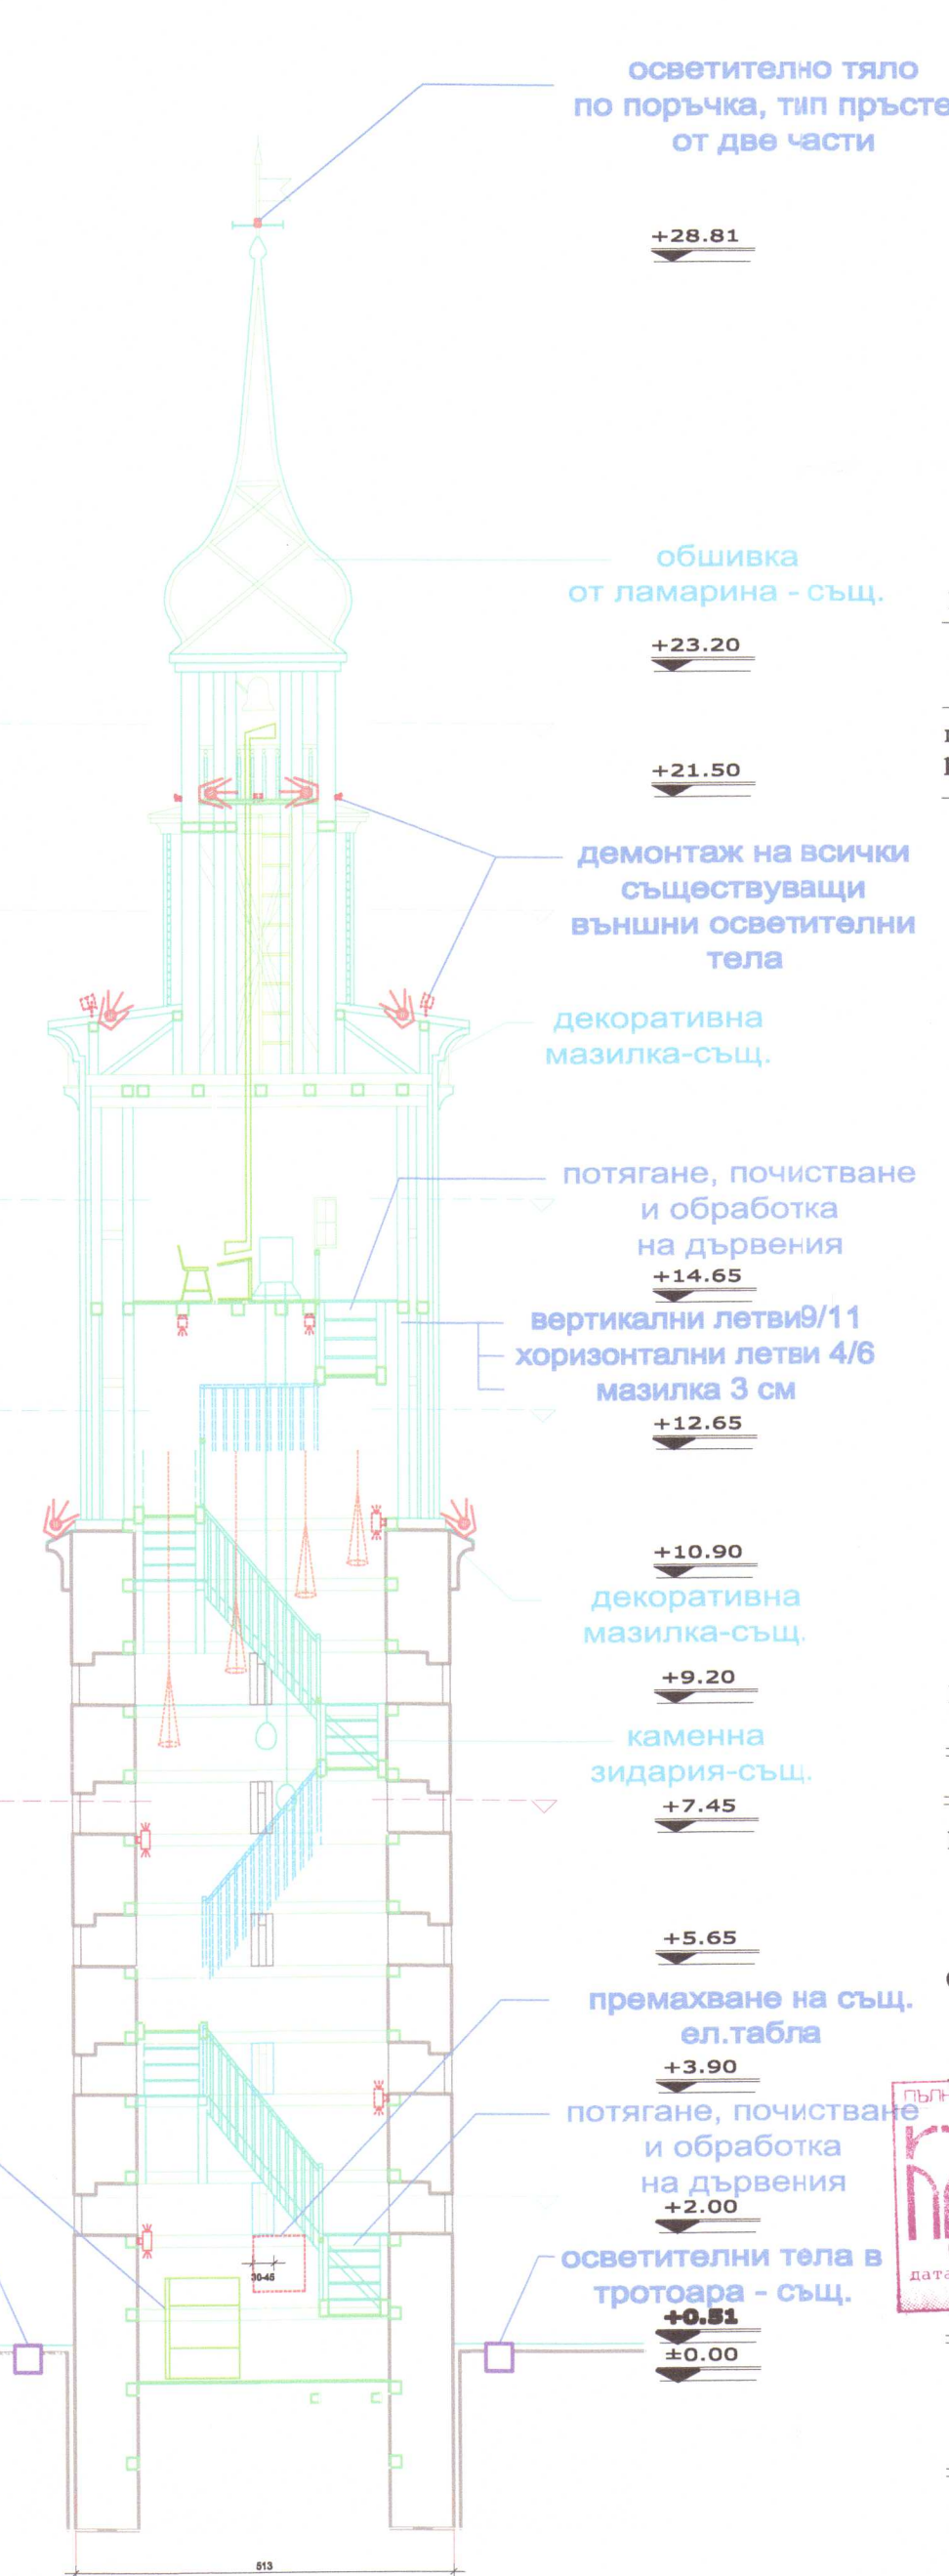 осветително тяло
по поръчка, тип пръсте
от две части
+28.81
обшивка
от ламарина - същ.
+23.20
+21.50
демонтаж на всички
съществуващи
външни осветителни
тела
декоративна
мазилка-същ.
потягане, почистване
и обработка
на дървения
+14.65
вертикални летви9/11
хоризонтални летви 4/6
мазилка 3 см
+12.65
+10.90
декоративна
мазилка-същ.
+9.20
каменна
зидария-същ.
+7.45
+5.65
премахване на същ.
ел.табла
+3.90
ПЪЛН
потягане, почистване
и обработка
на дървения
+2.00
30-45
осветителни тела в
тротоара - същ.
дата
+0.51
±0.00
513